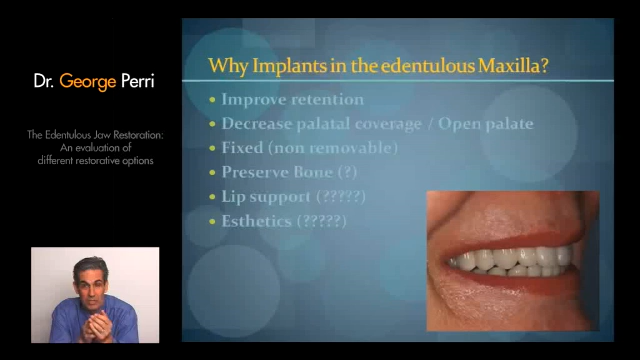 Dr. George Perri
The Edentulous Jaw Restoration:
An evaluation of
different restorative options
Why Implants in the edentulous Maxilla?
• Improve retention
• Decrease palatal coverage / Open palate
• Fixed (non removable)
• Preserve Bone (?)
• Lip support (?????)
• Esthetics (?????)